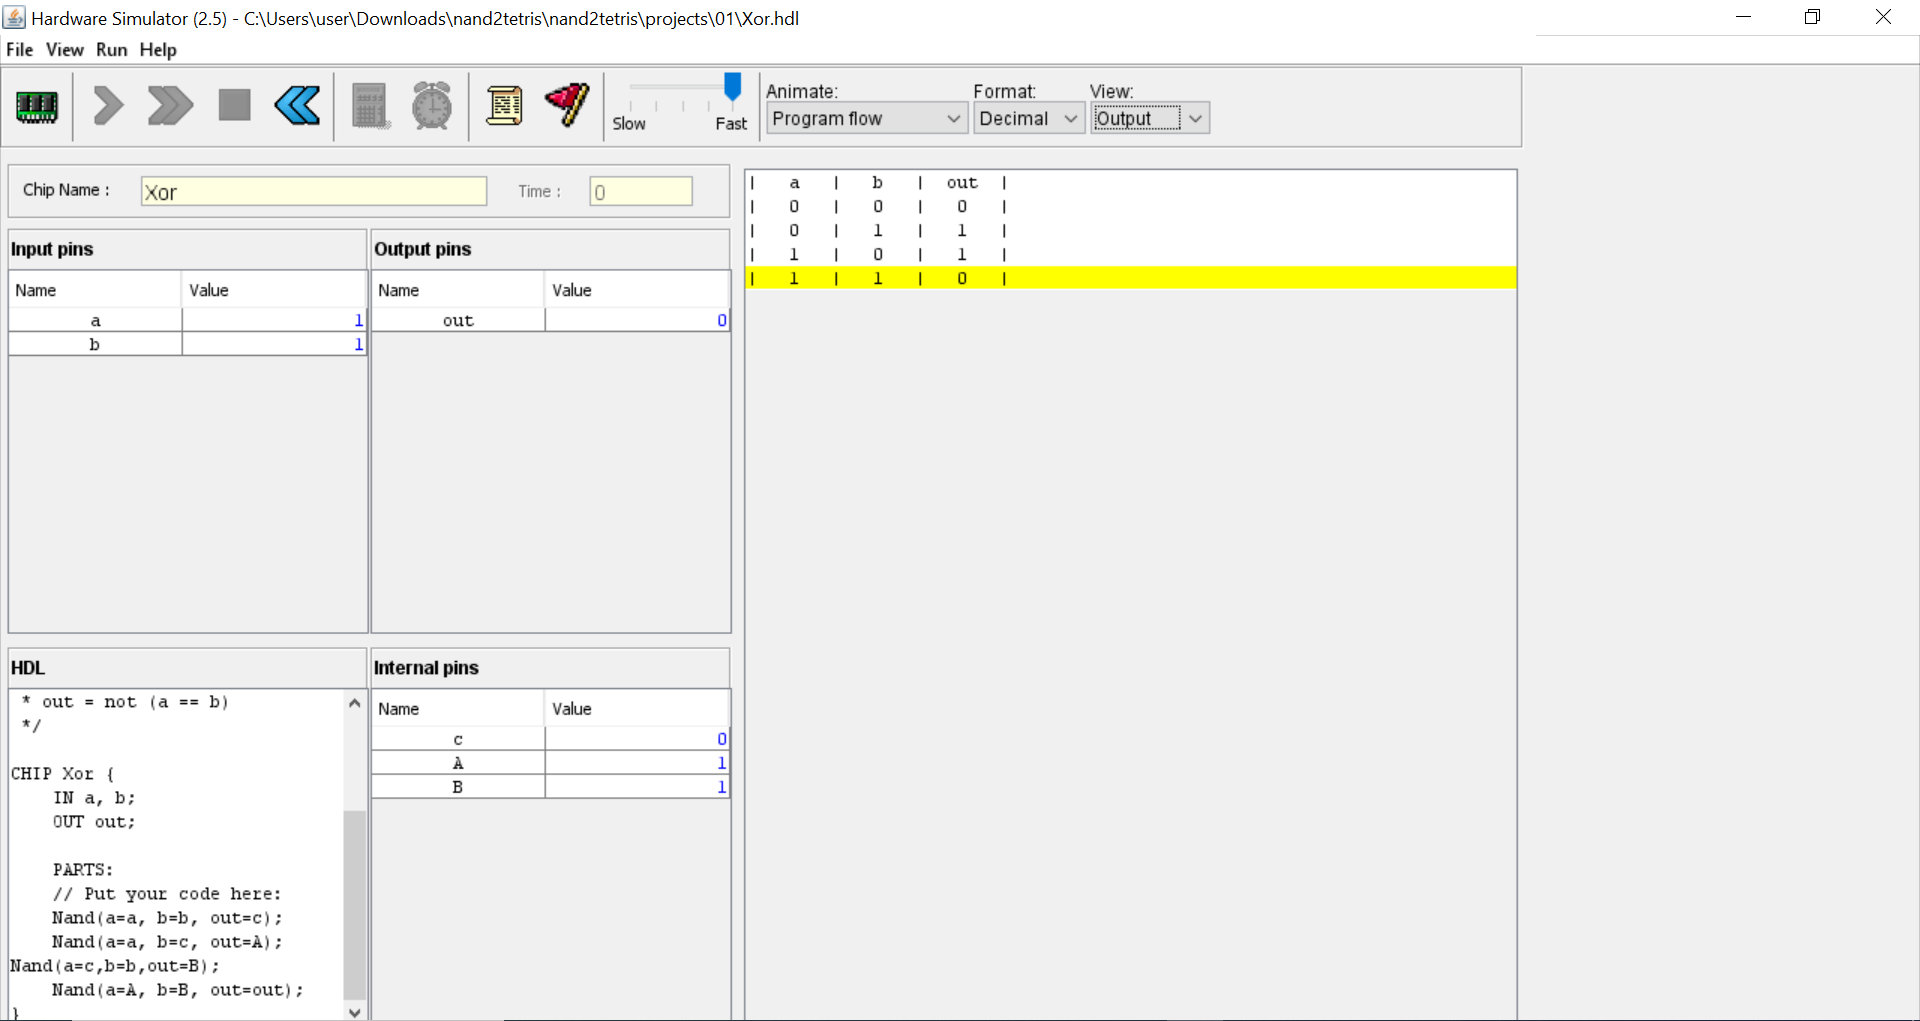 Hardware Simulator (2.5) - C:\Users\user\Downloads\nand2tetris\nand2tetris\projects\01\Xor.hdl
File View Run Help
Slow Fast
Animate: Format: View:
Program flow Decimal Output
Chip Name : Xor Time : 0
Input pins
Name Value
a 1
b 1
Output pins
Name Value
out 0
| a | b | out |
| 0 | 0 | 0 |
| 0 | 1 | 1 |
| 1 | 0 | 1 |
| 1 | 1 | 0 |
HDL
* out = not (a == b)
*/
CHIP Xor {
IN a, b;
OUT out;
PARTS:
// Put your code here:
Nand(a=a, b=b, out=c);
Nand(a=a, b=c, out=A);
Nand(a=c,b=b,out=B);
Nand(a=A, b=B, out=out);
}
Internal pins
Name Value
c 0
A 1
B 1